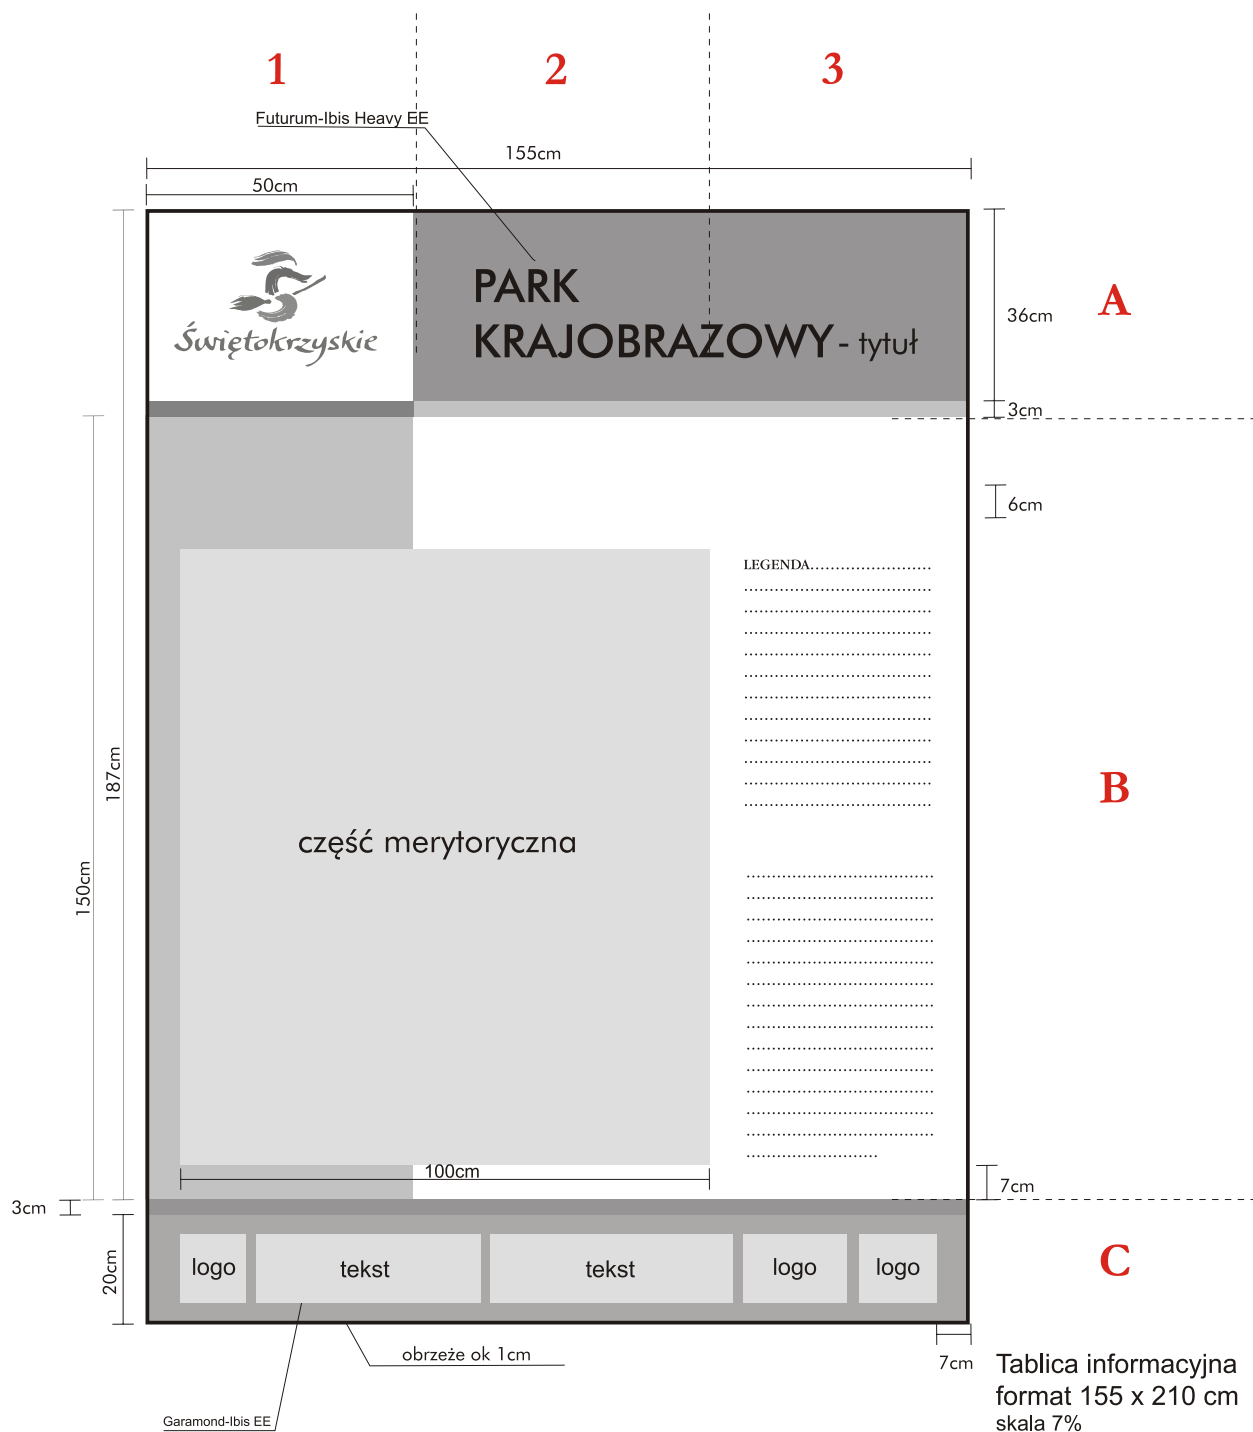 1 2 3
Futurum-Ibis Heavy EE
155cm
50cm
Świętokrzyskie
PARK
KRAJOBRAZOWY - tytuł
A
36cm
3cm
6cm
LEGENDA
187cm
150cm
część merytoryczna
B
100cm
7cm
3cm
20cm
logo tekst tekst logo logo
C
obrzeże ok 1cm
7cm
Garamond-Ibis EE
Tablica informacyjna
format 155 x 210 cm
skala 7%